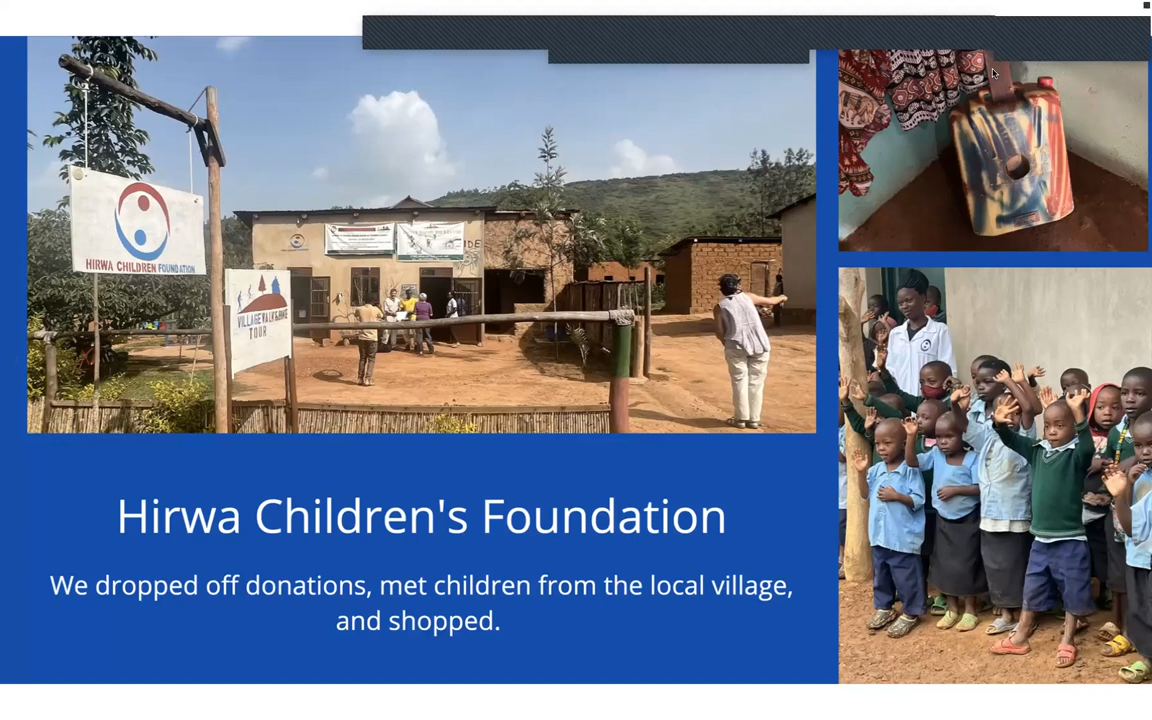 HIRWA CHILDREN FOUNDATION
VILLAGE WALK & DANCE
TOUR
Hirwa Children's Foundation
We dropped off donations, met children from the local village,
and shopped.